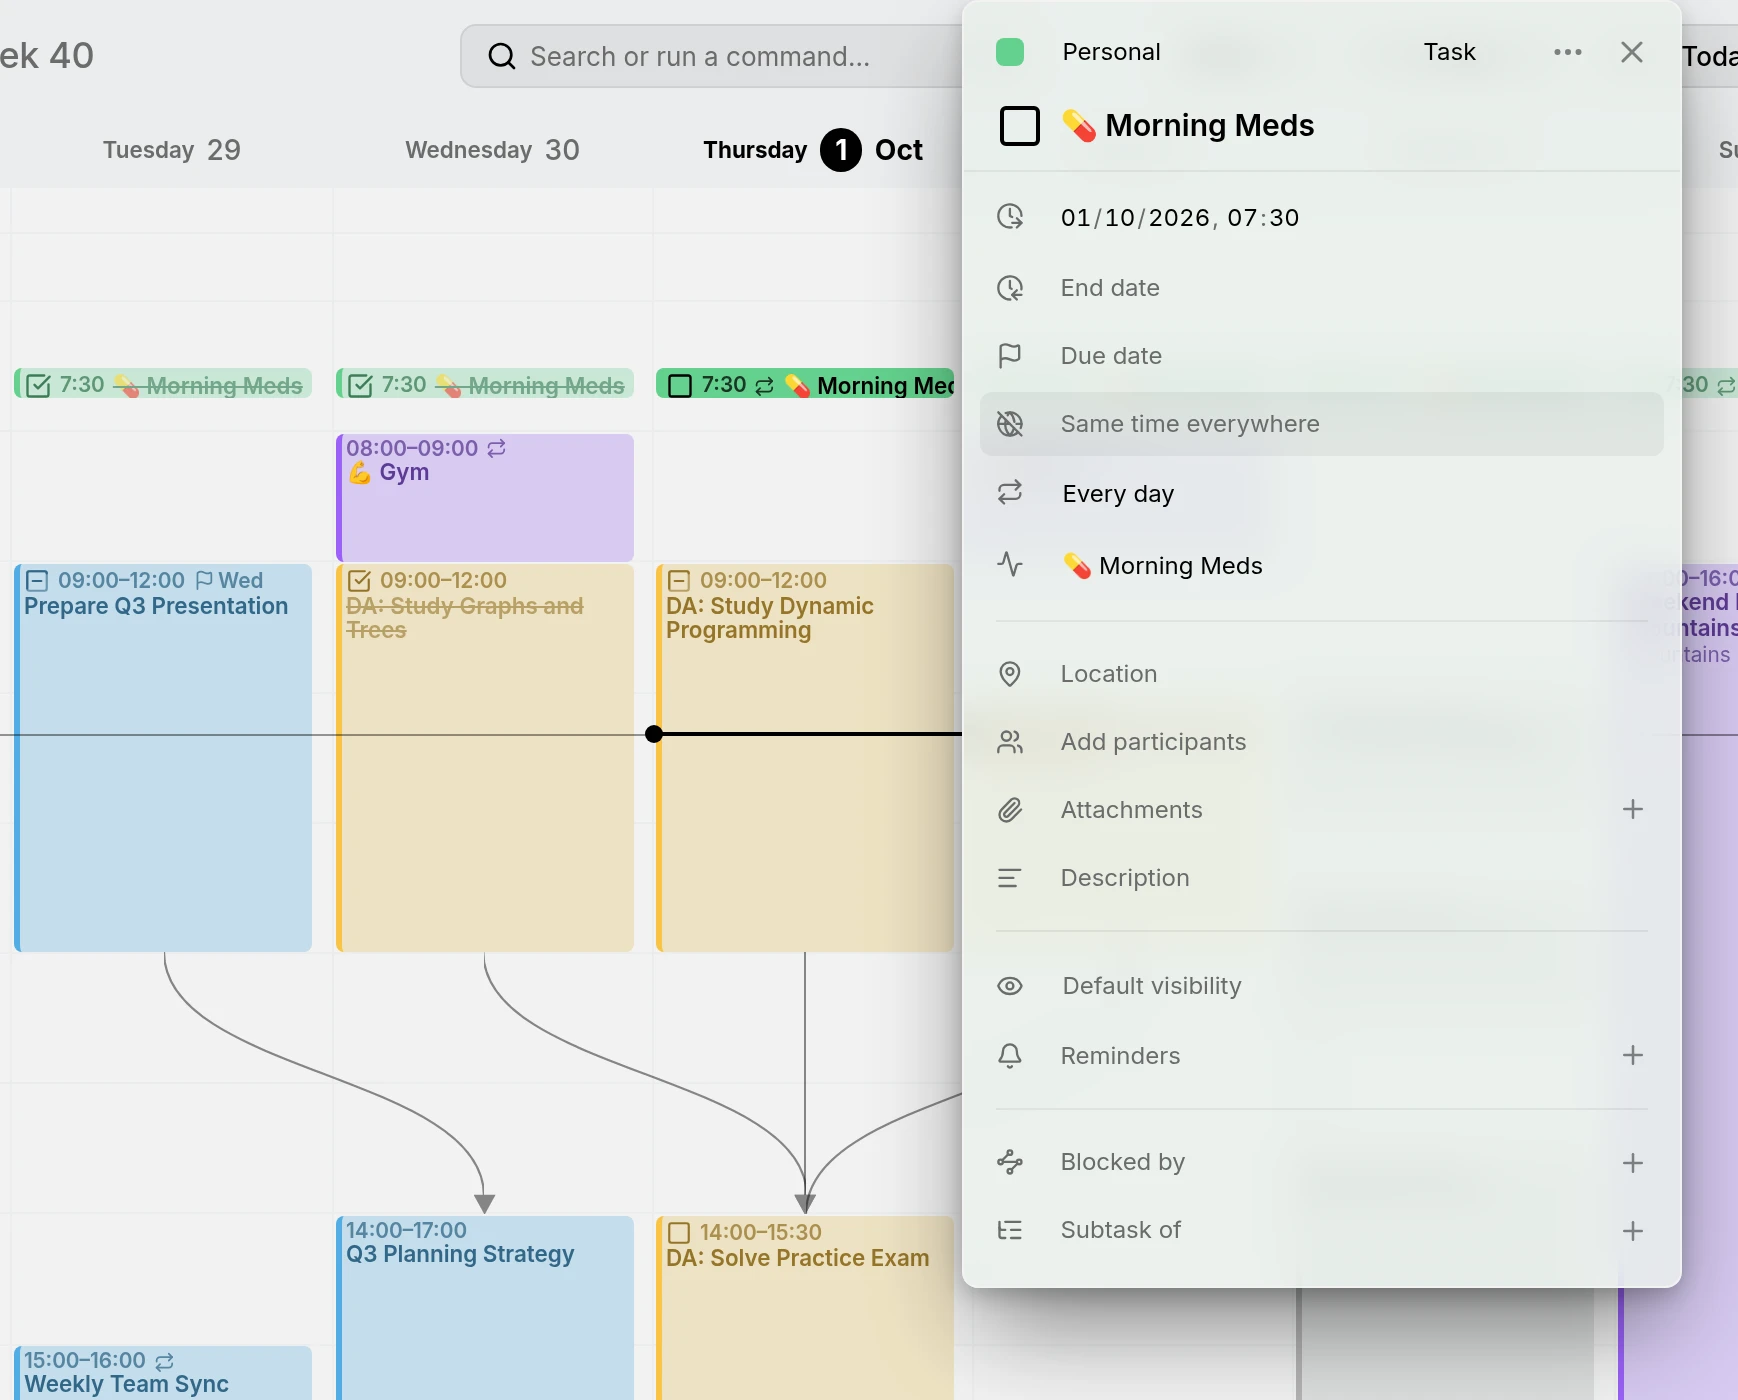 ek 40
Search or run a command...
Toda
Tuesday 29
Wednesday 30
Thursday 1 Oct
Su
7:30 💊 Morning Meds
7:30 💊 Morning Meds
7:30 💊 Morning Med
:30
08:00–09:00
💪 Gym
09:00–12:00 Wed
Prepare Q3 Presentation
09:00–12:00
DA: Study Graphs and
Trees
09:00–12:00
DA: Study Dynamic
Programming
14:00–17:00
Q3 Planning Strategy
14:00–15:30
DA: Solve Practice Exam
15:00–16:00
Weekly Team Sync
Personal
Task
💊 Morning Meds
01/10/2026, 07:30
End date
Due date
Same time everywhere
Every day
💊 Morning Meds
Location
Add participants
Attachments
Description
Default visibility
Reminders
Blocked by
Subtask of